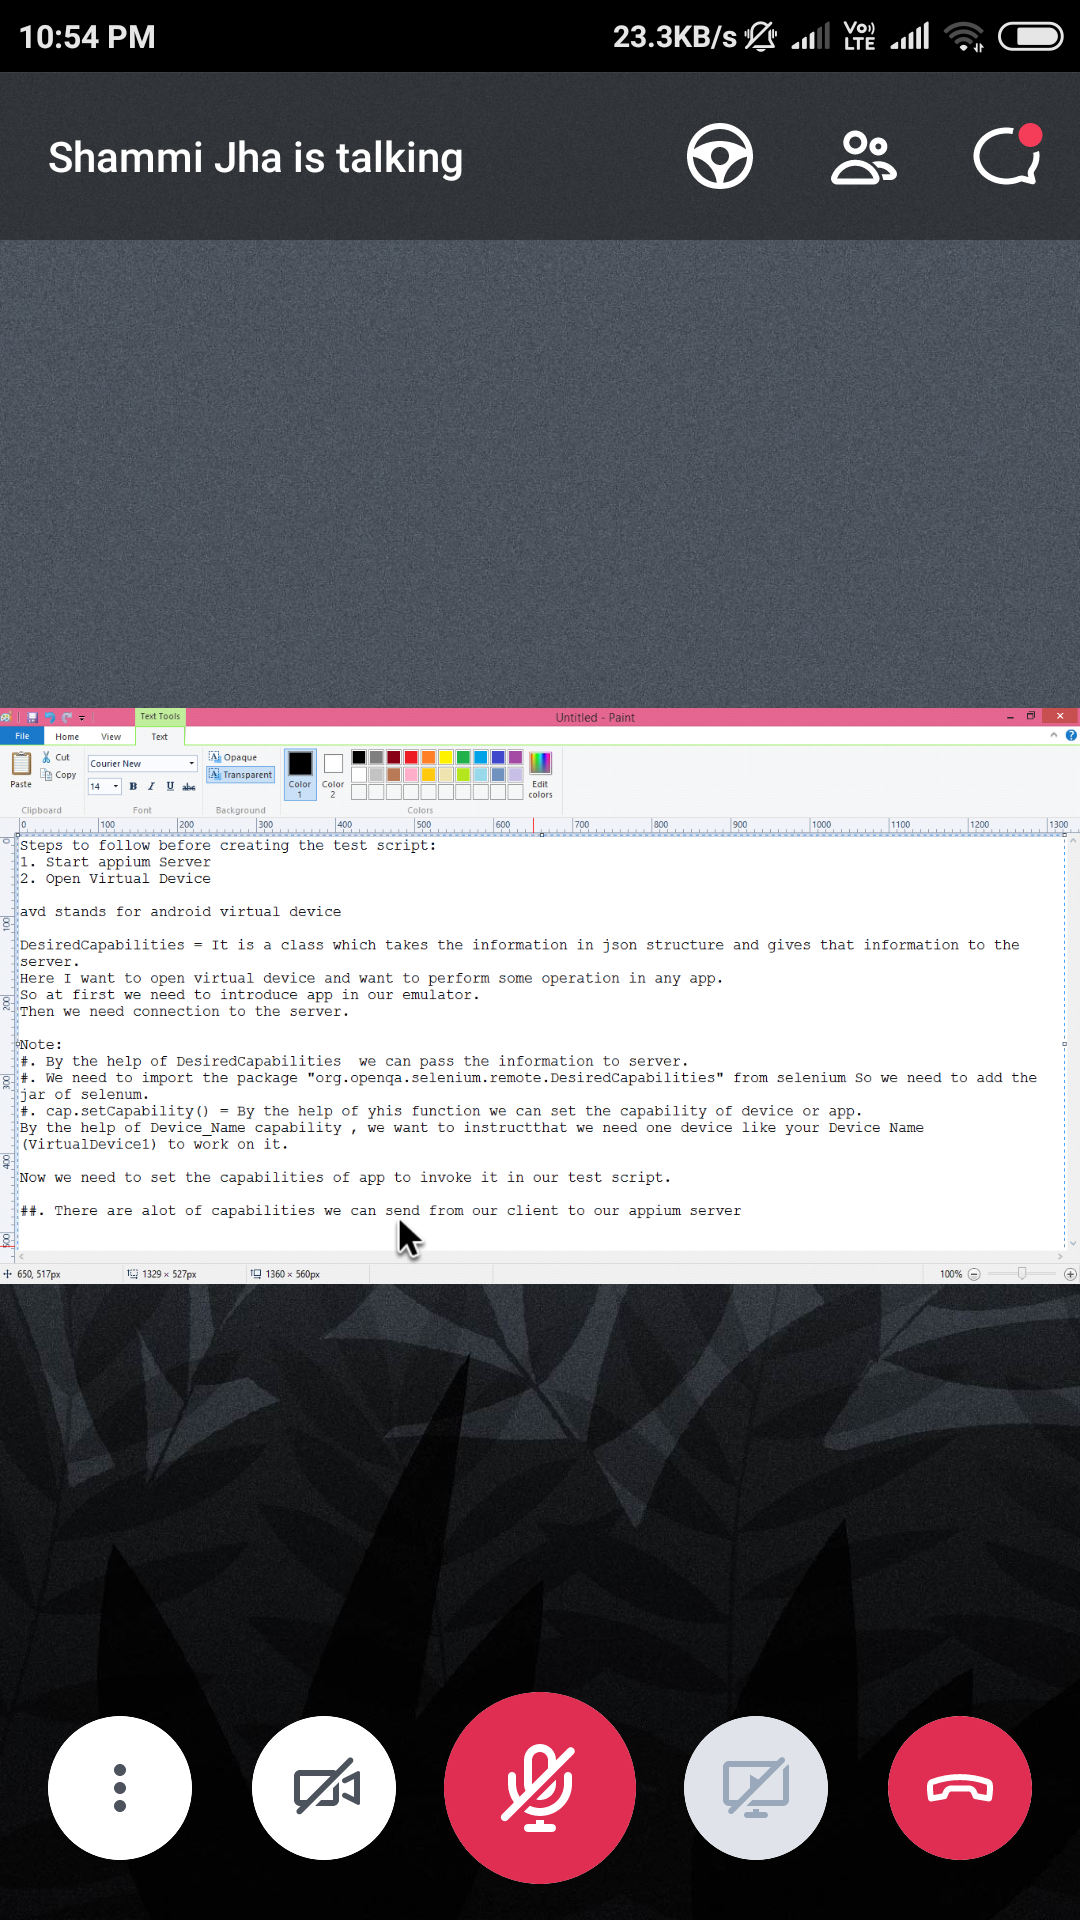 10:54 PM
23.3KB/s
Vo)) LTE
Shammi Jha is talking
Text Tools
Untitled - Paint
File
Home
View
Text
Paste
Cut
Copy
Clipboard
Courier New
14
B I U abc
Font
Opaque
Transparent
Background
Color 1
Color 2
Edit colors
Colors
0 100 200 300 400 500 600 700 800 900 1000 1100 1200 1300
0
100
200
300
400
500
Steps to follow before creating the test script:
1. Start appium Server
2. Open Virtual Device
avd stands for android virtual device
DesiredCapabilities = It is a class which takes the information in json structure and gives that information to the
server.
Here I want to open virtual device and want to perform some operation in any app.
So at first we need to introduce app in our emulator.
Then we need connection to the server.
Note:
#. By the help of DesiredCapabilities  we can pass the information to server.
#. We need to import the package "org.openqa.selenium.remote.DesiredCapabilities" from selenium So we need to add the
jar of selenum.
#. cap.setCapability() = By the help of yhis function we can set the capability of device or app.
By the help of Device_Name capability , we want to instructthat we need one device like your Device Name
(VirtualDevice1) to work on it.
Now we need to set the capabilities of app to invoke it in our test script.
##. There are alot of capabilities we can send from our client to our appium server
650, 517px
1329 × 527px
1360 × 560px
100%